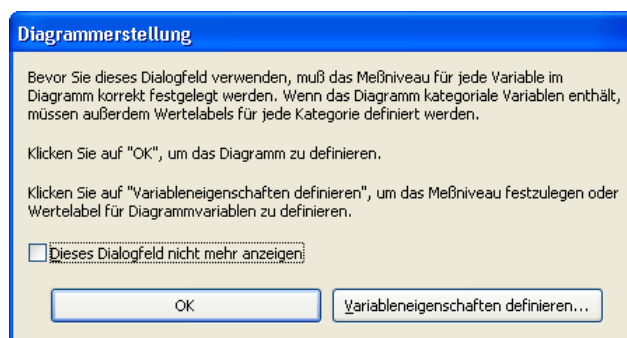 Diagrammerstellung
Bevor Sie dieses Dialogfeld verwenden, muß das Meßniveau für jede Variable im
Diagramm korrekt festgelegt werden. Wenn das Diagramm kategoriale Variablen enthält,
müssen außerdem Wertelabels für jede Kategorie definiert werden.
Klicken Sie auf "OK", um das Diagramm zu definieren.
Klicken Sie auf "Variableneigenschaften definieren", um das Meßniveau festzulegen oder
Wertelabel für Diagrammvariablen zu definieren.
Dieses Dialogfeld nicht mehr anzeigen
OK
Variableneigenschaften definieren...